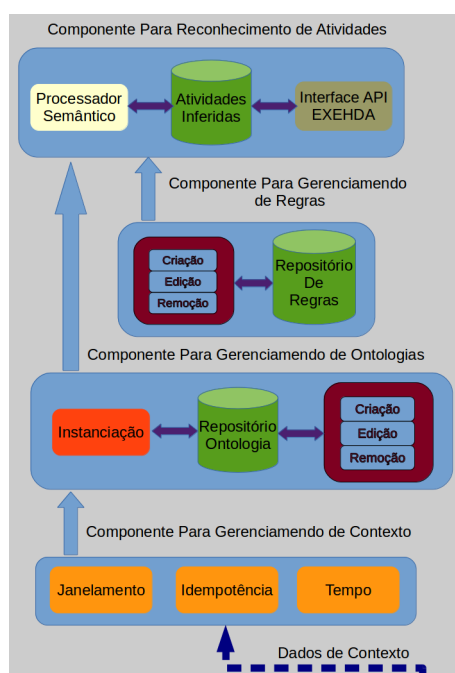 Componente Para Reconhecimento de Atividades
Processador
Semântico
Atividades
Inferidas
Interface API
EXEHDA
Componente Para Gerenciamendo
de Regras
Criação
Edição
Remoção
Repositório
De
Regras
Componente Para Gerenciamendo de Ontologias
Instanciação
Repositório
Ontologia
Criação
Edição
Remoção
Componente Para Gerenciamendo de Contexto
Janelamento
Idempotência
Tempo
Dados de Contexto